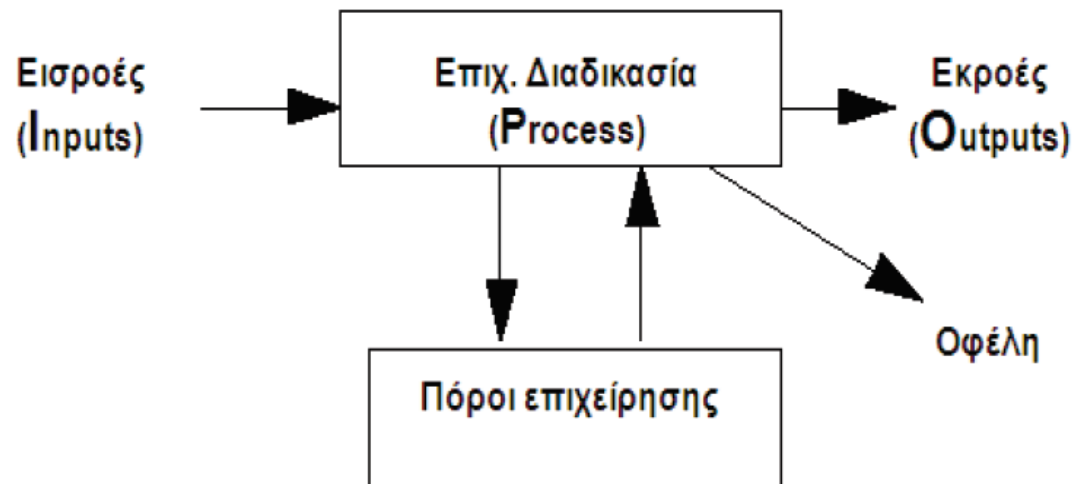 Εισροές
(Inputs)
Επιχ. Διαδικασία
(Process)
Εκροές
(Outputs)
Οφέλη
Πόροι επιχείρησης